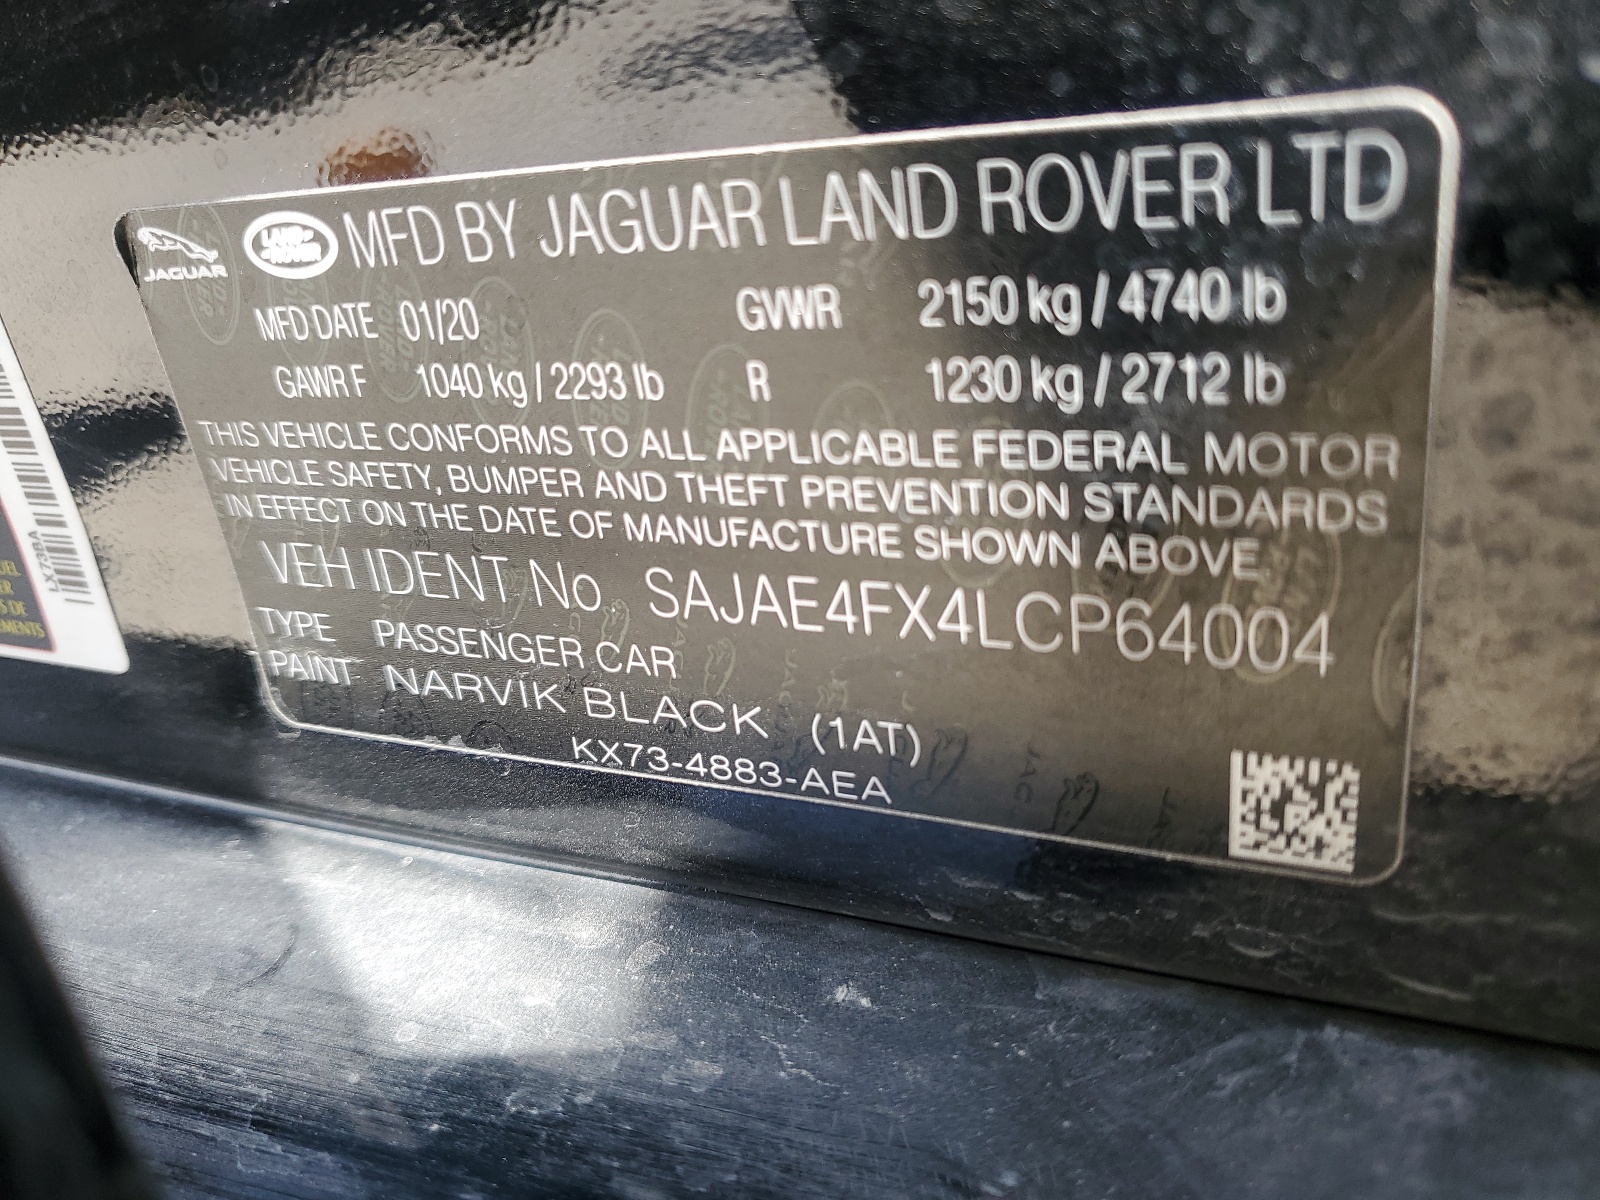 JAGUAR LAND ROVER MFD BY JAGUAR LAND ROVER LTD
MFD DATE 01/20 GVWR 2150 kg / 4740 lb
GAWR F 1040 kg / 2293 lb R 1230 kg / 2712 lb
THIS VEHICLE CONFORMS TO ALL APPLICABLE FEDERAL MOTOR
VEHICLE SAFETY, BUMPER AND THEFT PREVENTION STANDARDS
IN EFFECT ON THE DATE OF MANUFACTURE SHOWN ABOVE
VEH IDENT No. SAJAE4FX4LCP64004
TYPE PASSENGER CAR
PAINT NARVIK BLACK (1AT)
KX73-4883-AEA